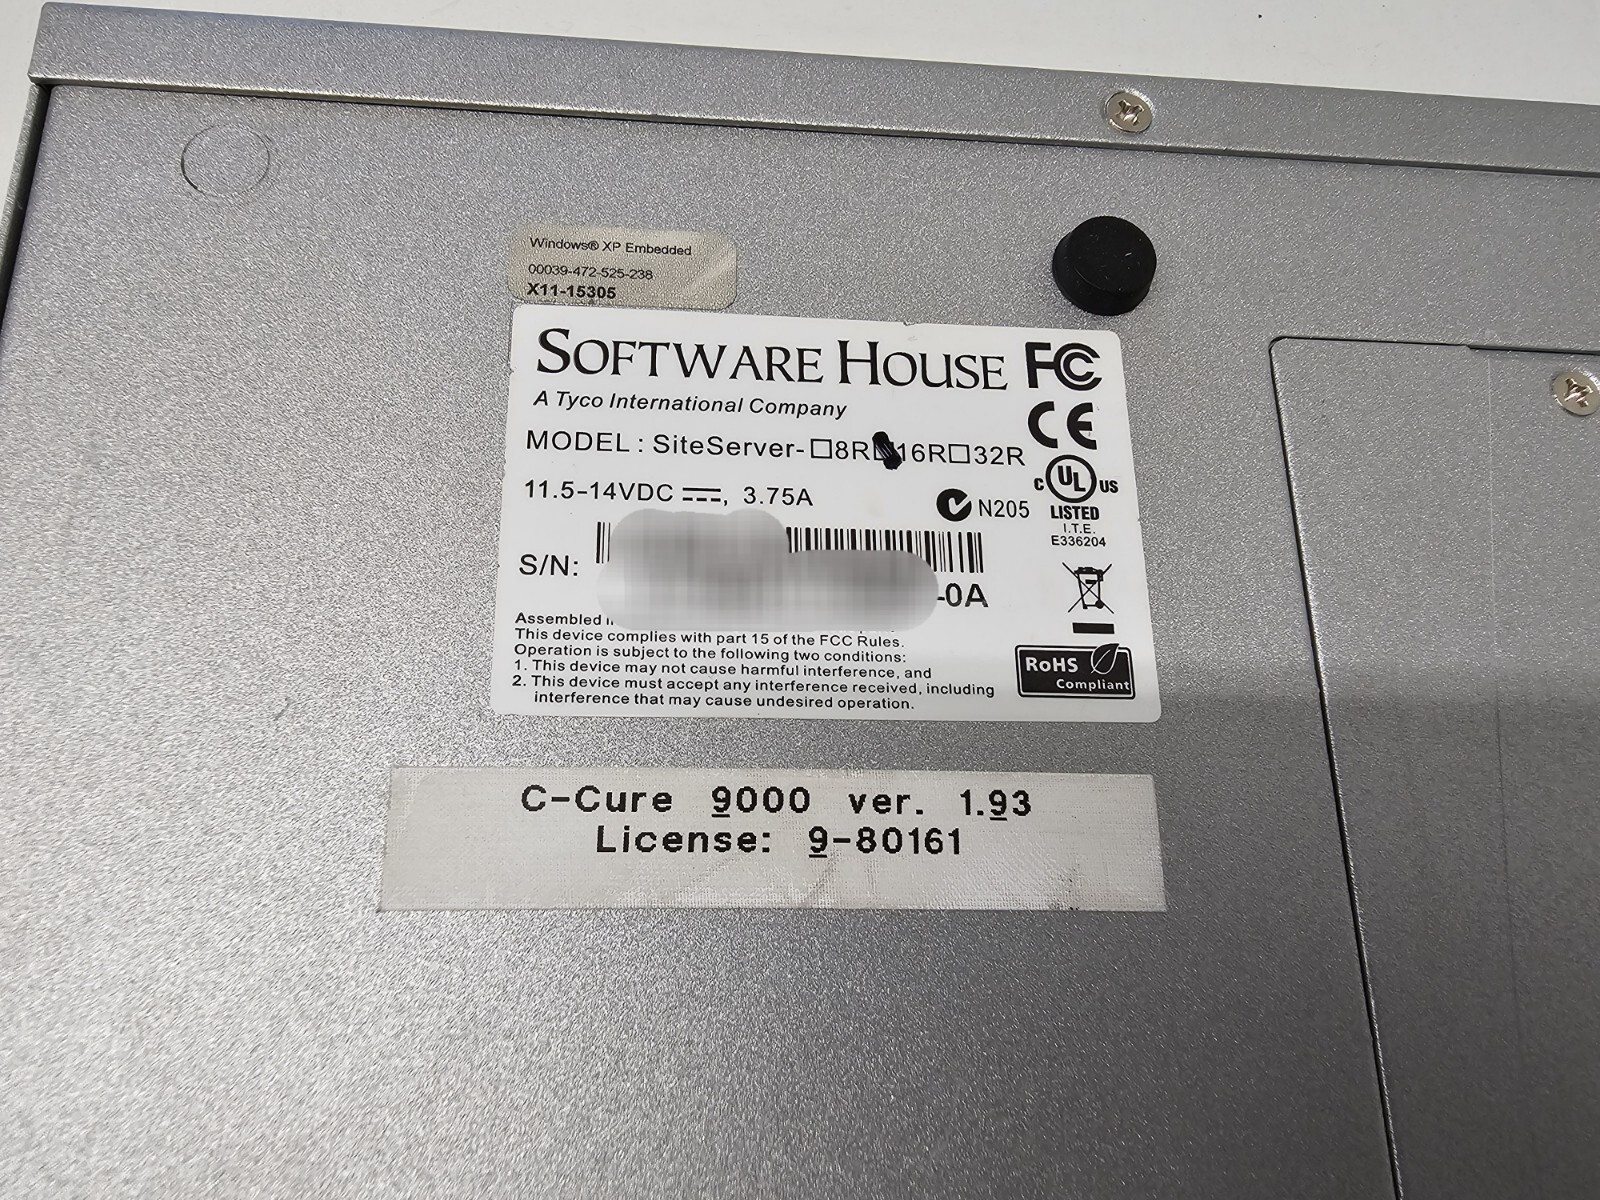 Windows® XP Embedded
00039-472-525-238
X11-15305
SOFTWARE HOUSE
FC
A Tyco International Company
CE
MODEL: SiteServer-☐8R 16R☐32R
C UL US
LISTED
I.T.E.
E336204
11.5-14VDC ⎓, 3.75A
N205
S/N:
-0A
Assembled
This device complies with part 15 of the FCC Rules.
Operation is subject to the following two conditions:
1. This device may not cause harmful interference, and
2. This device must accept any interference received, including
interference that may cause undesired operation.
RoHS
Compliant
C-Cure 9000 ver. 1.93
License: 9-80161